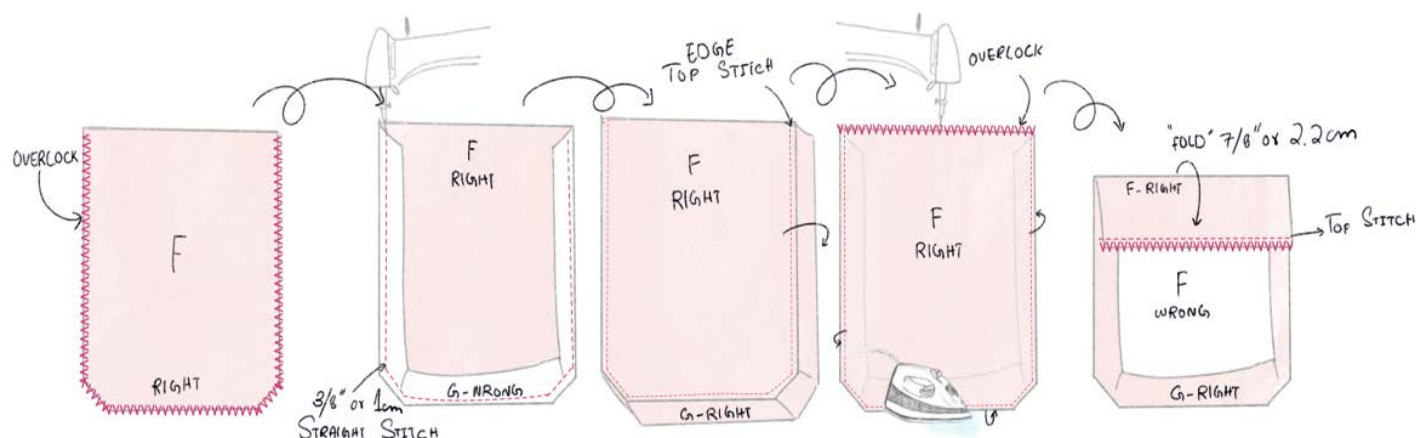 OVERLOCK
F
RIGHT
F
RIGHT
G-WRONG
3/8" or 1cm
STRAIGHT STITCH
EDGE
TOP STITCH
F
RIGHT
G-RIGHT
OVERLOCK
F
RIGHT
"FOLD" 7/8" or 2.2cm
F-RIGHT
TOP STITCH
F
WRONG
G-RIGHT